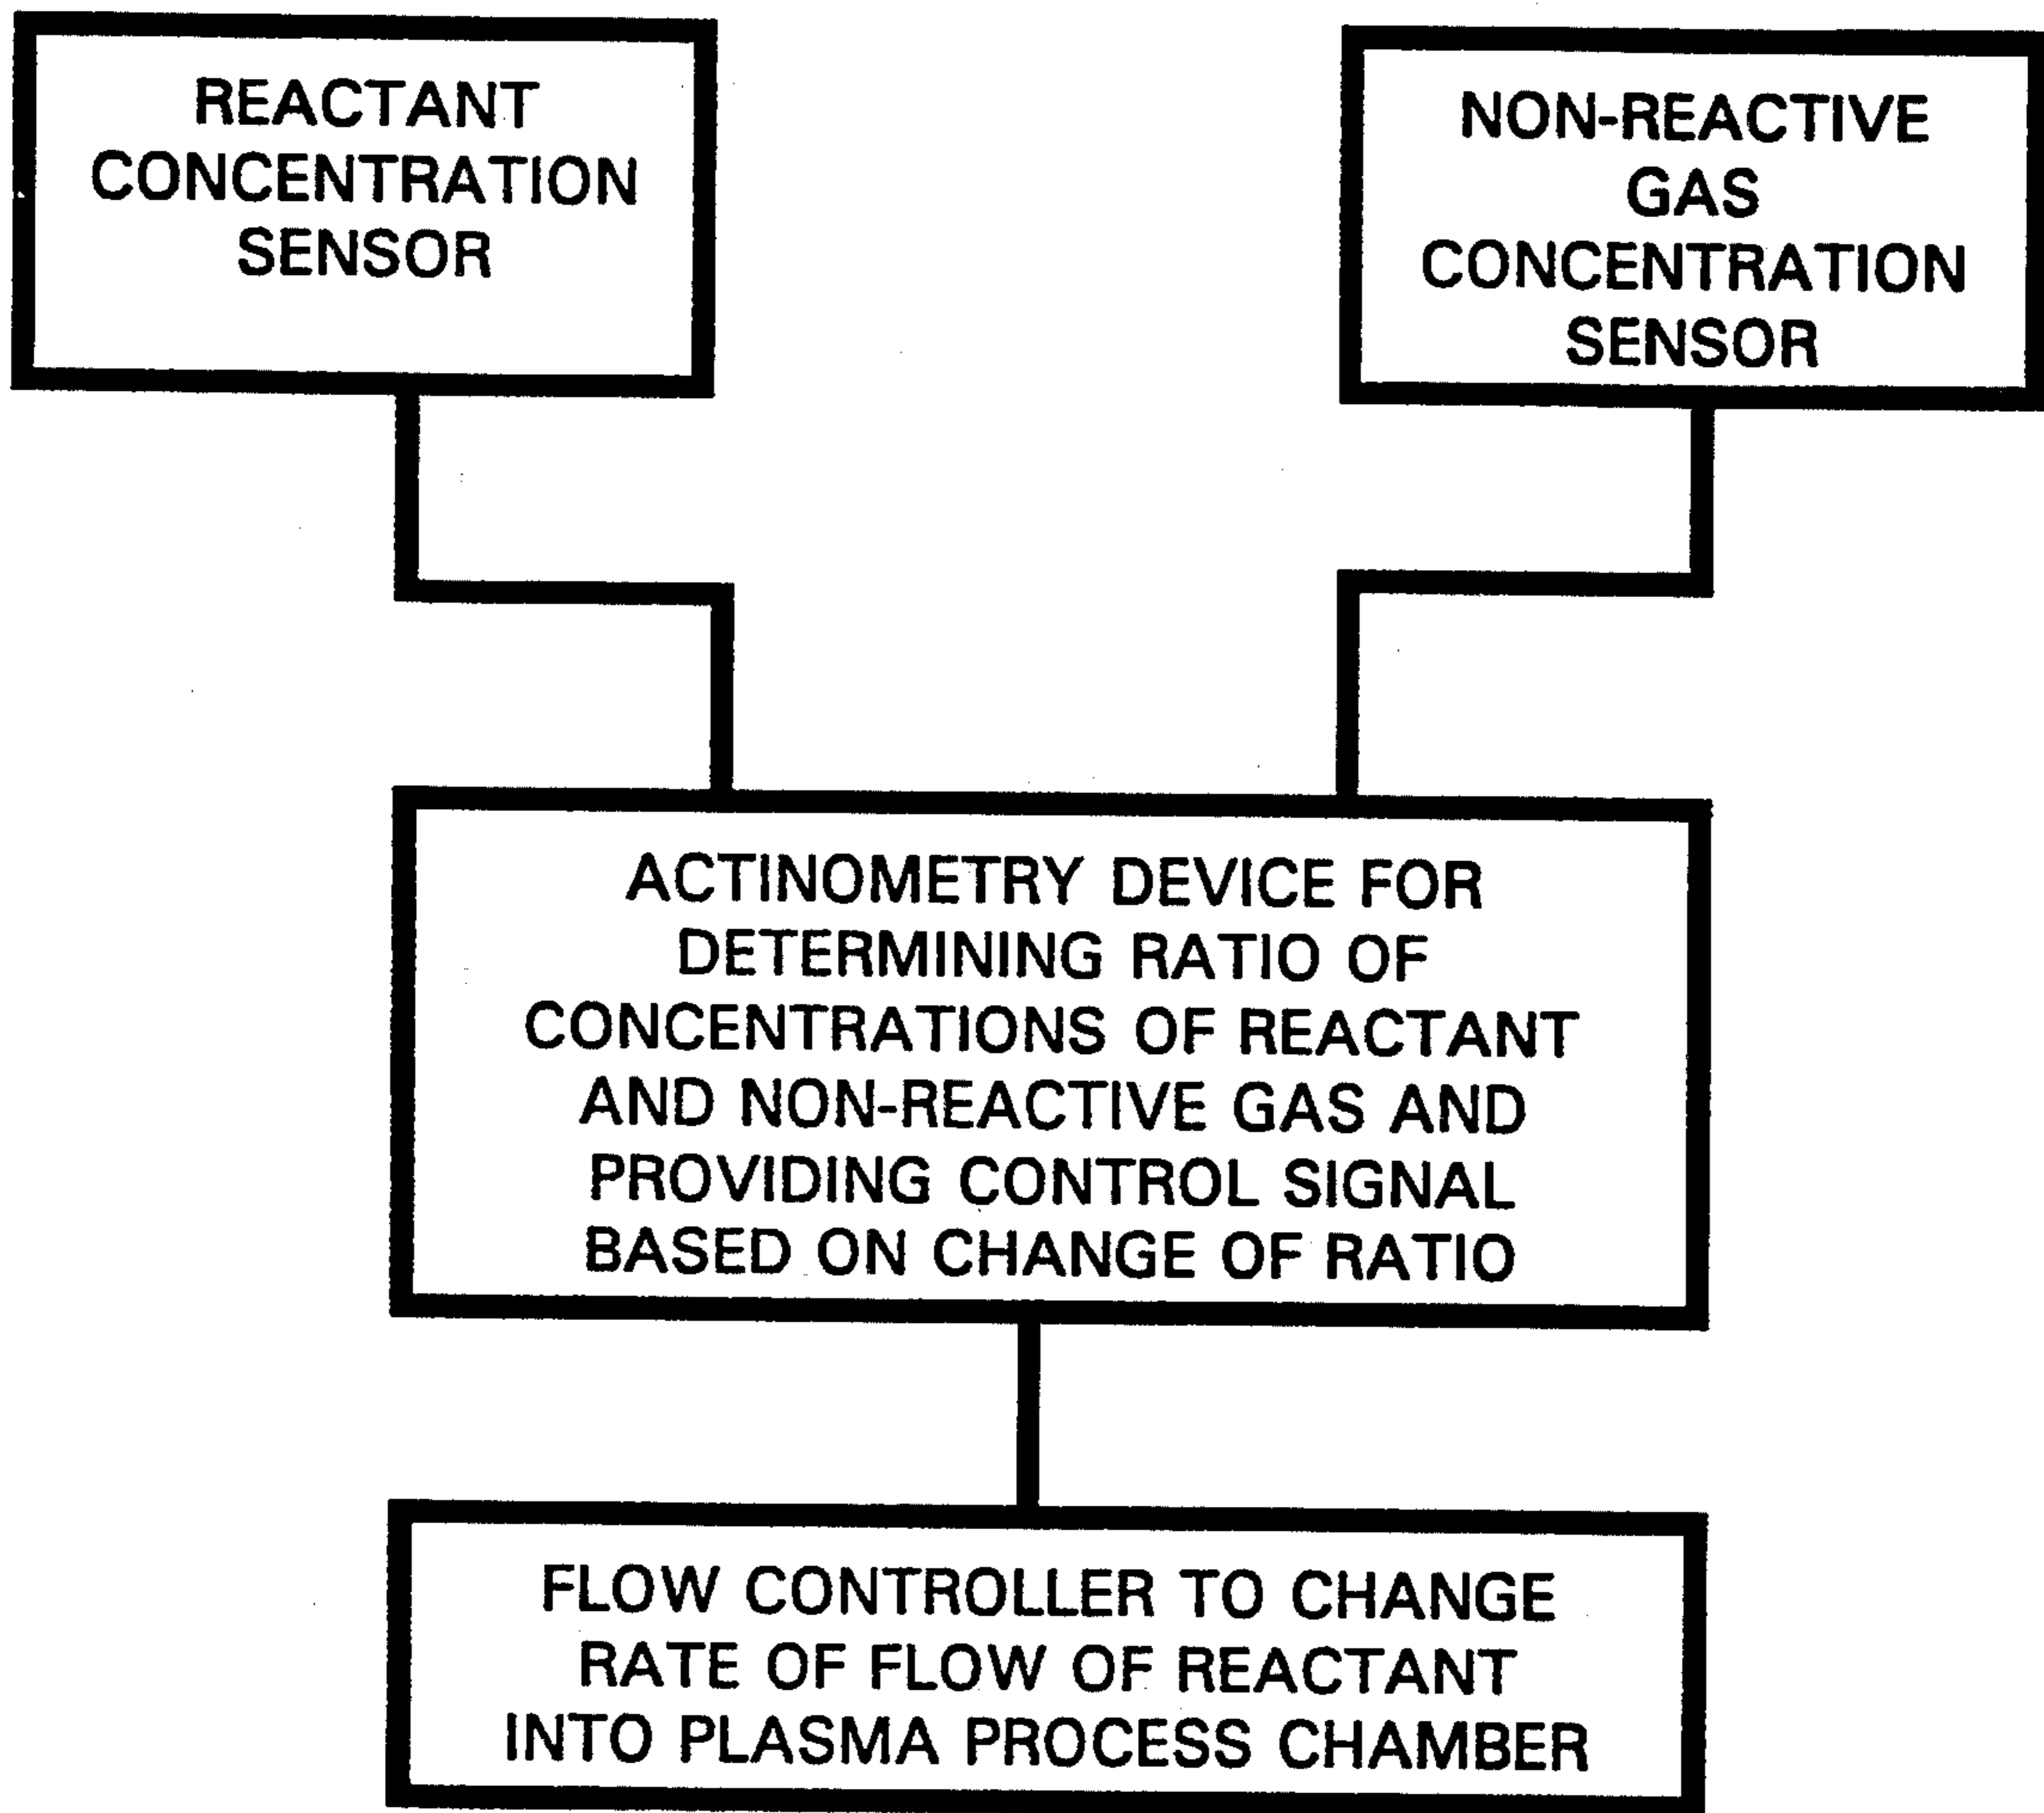 REACTANT
CONCENTRATION
SENSOR
NON-REACTIVE
GAS
CONCENTRATION
SENSOR
ACTINOMETRY DEVICE FOR
DETERMINING RATIO OF
CONCENTRATIONS OF REACTANT
AND NON-REACTIVE GAS AND
PROVIDING CONTROL SIGNAL
BASED ON CHANGE OF RATIO
FLOW CONTROLLER TO CHANGE
RATE OF FLOW OF REACTANT
INTO PLASMA PROCESS CHAMBER